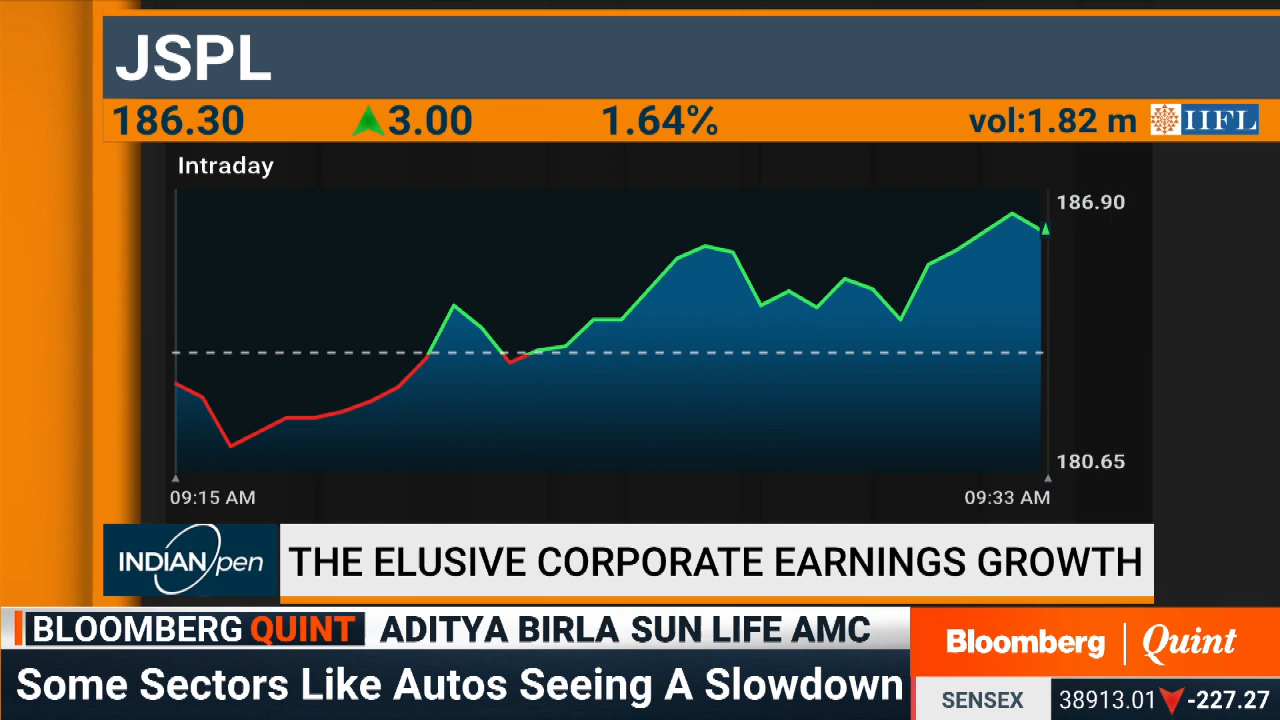 JSPL
186.30 3.00 1.64% vol:1.82 m IIFL
Intraday
186.90
180.65
09:15 AM 09:33 AM
INDIAN Open THE ELUSIVE CORPORATE EARNINGS GROWTH
BLOOMBERG QUINT ADITYA BIRLA SUN LIFE AMC
Some Sectors Like Autos Seeing A Slowdown
Bloomberg | Quint
SENSEX 38913.01 -227.27